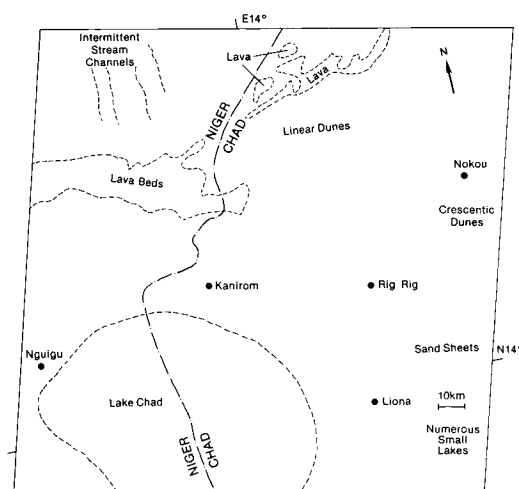 E14°
Intermittent
Stream
Channels
Lava
Lava
N
NIGER
CHAD
Linear Dunes
Nokou
Lava Beds
Crescentic
Dunes
Kanirom
Rig Rig
Sand Sheets
N14°
Nguigu
Lake Chad
Liona
10km
Numerous
Small
Lakes
NIGER
CHAD